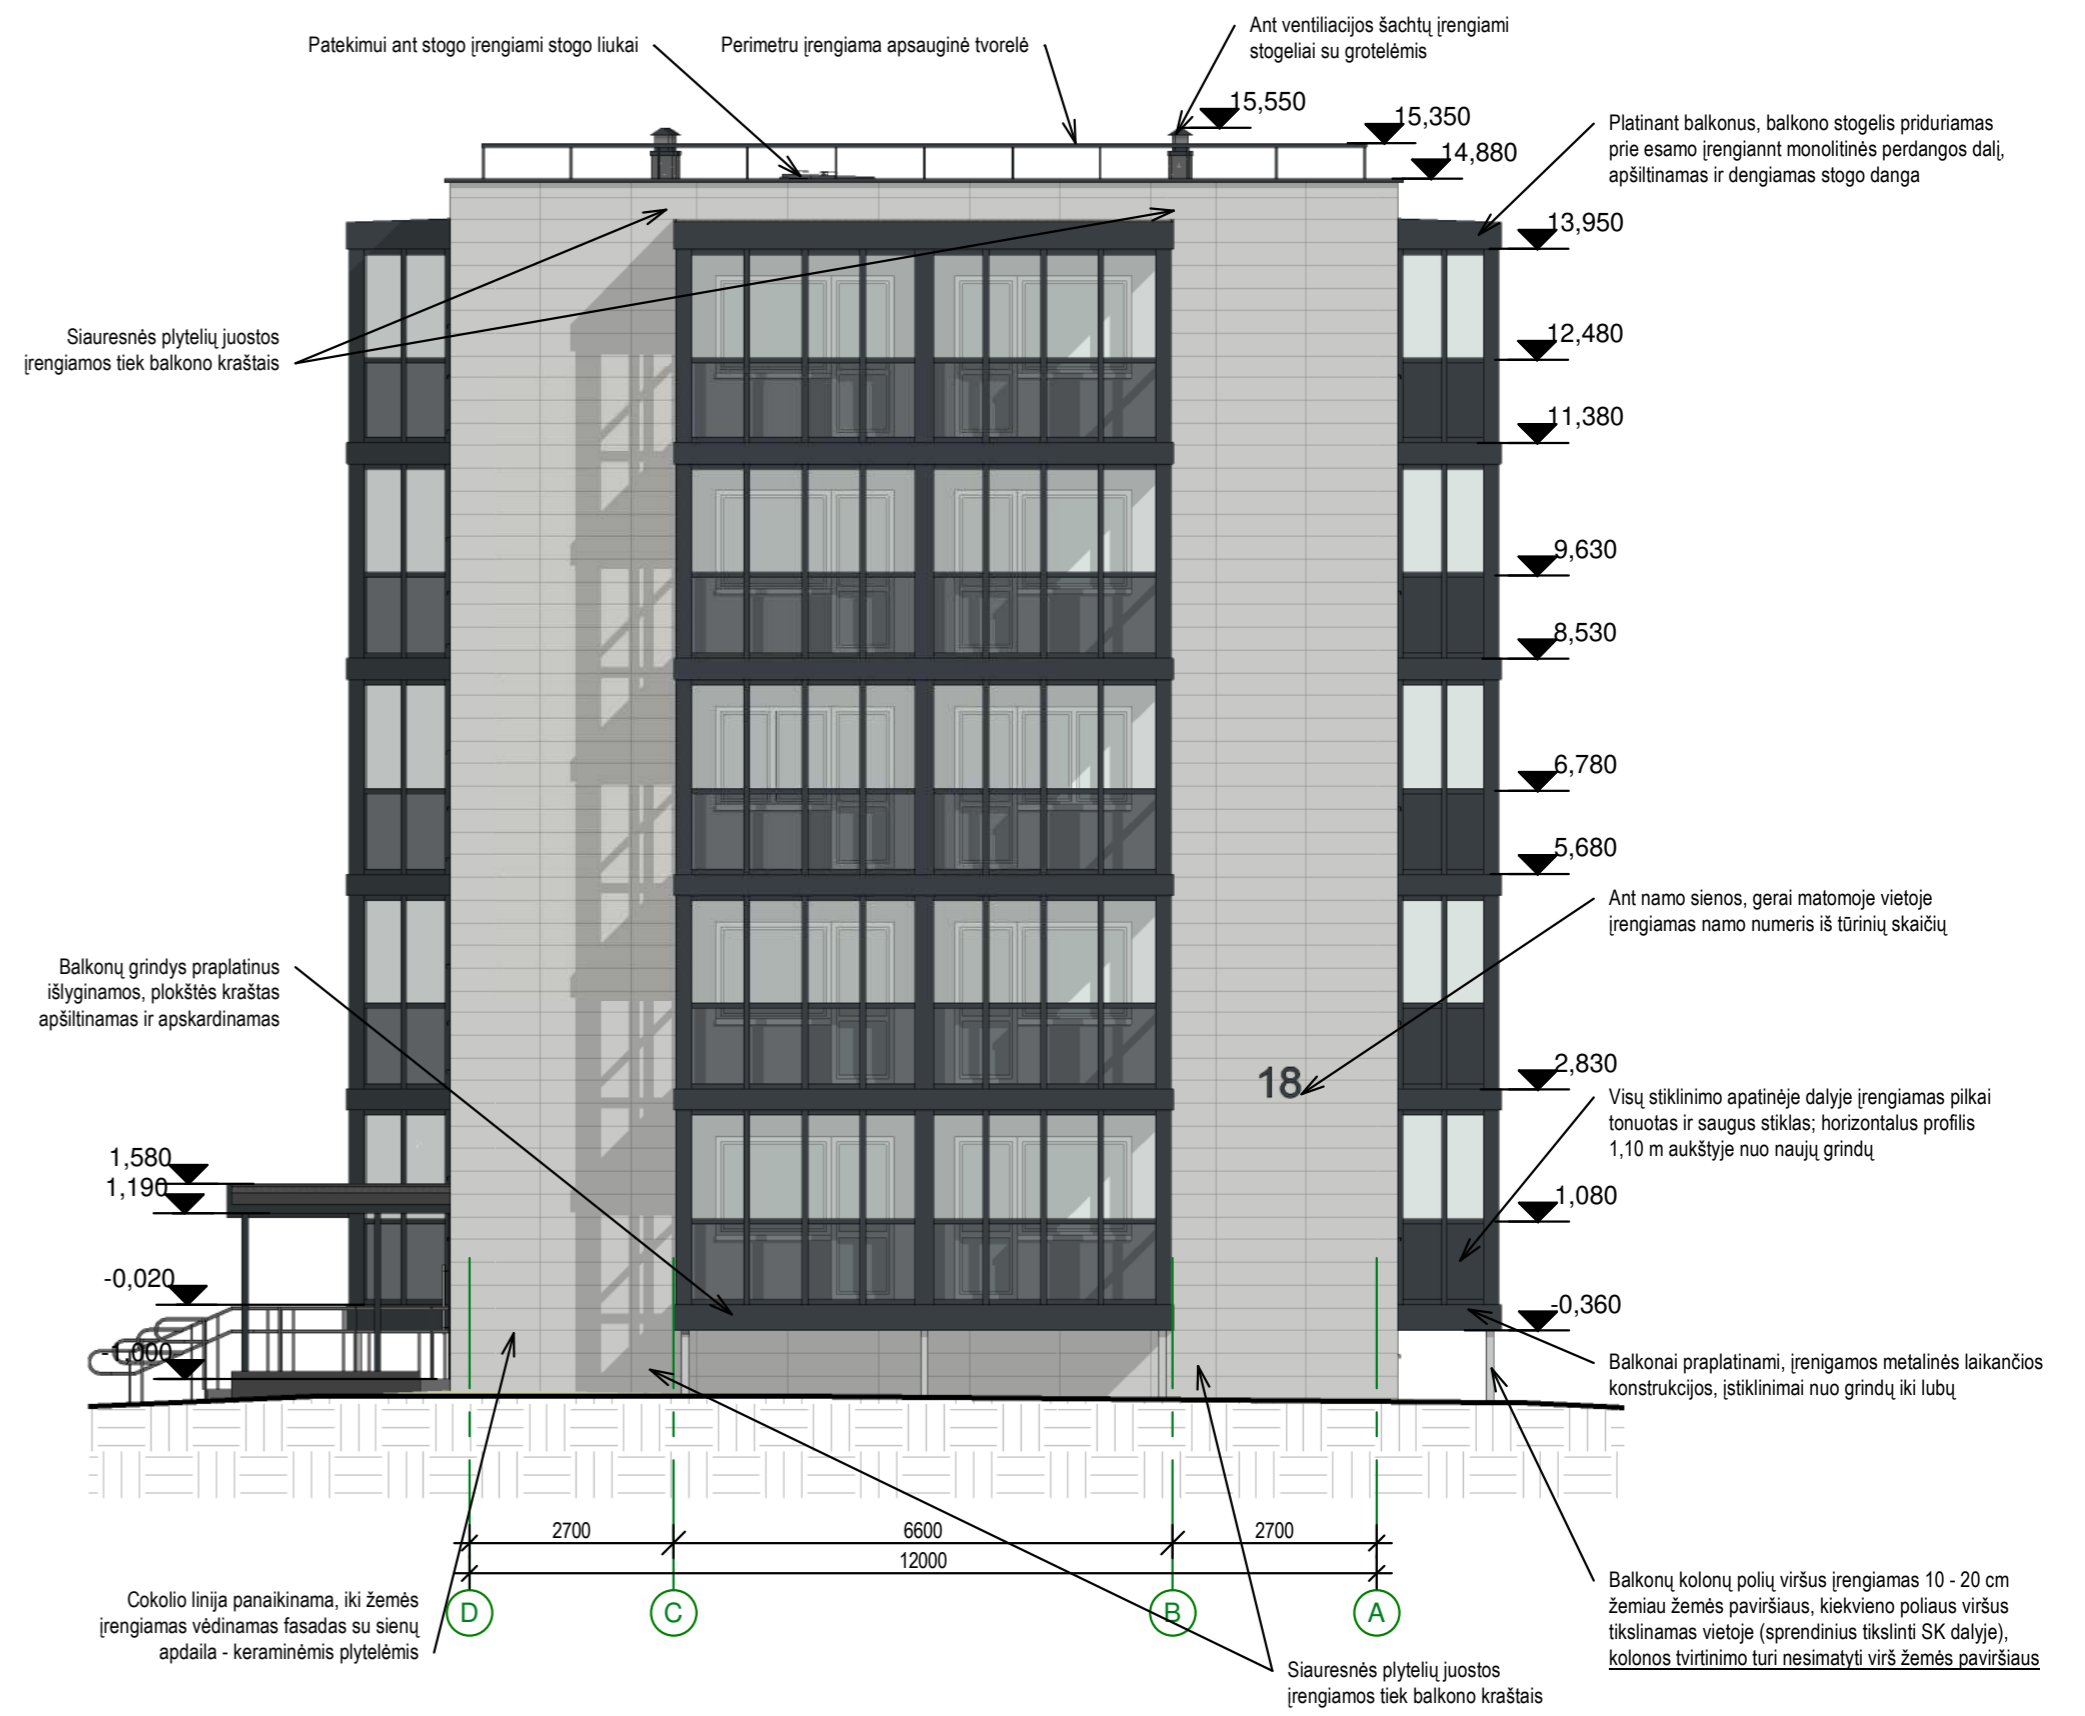 Patekimui ant stogo įrengiami stogo liukai
Perimetru įrengiama apsauginė tvorelė
Ant ventiliacijos šachtų įrengiami
stogeliai su grotelėmis
15,550
15,350
14,880
Platinant balkonus, balkono stogelis priduriamas
prie esamo įrengiannt monolitinės perdangos dalį,
apšiltinamas ir dengiamas stogo danga
13,950
Siauresnės plytelių juostos
įrengiamos tiek balkono kraštais
12,480
11,380
9,630
8,530
6,780
5,680
Ant namo sienos, gerai matomoje vietoje
įrengiamas namo numeris iš tūrinių skaičių
Balkonų grindys praplatinus
išlyginamos, plokštės kraštas
apšiltinamas ir apskardinamas
18
2,830
Visų stiklinimo apatinėje dalyje įrengiamas pilkai
tonuotas ir saugus stiklas; horizontalus profilis
1,10 m aukštyje nuo naujų grindų
1,580
1,190
1,080
-0,020
-0,360
-1,000
Balkonai praplatinami, įrenigamos metalinės laikančios
konstrukcijos, įstiklinimai nuo grindų iki lubų
2700
6600
2700
12000
D
C
B
A
Cokolio linija panaikinama, iki žemės
įrengiamas vėdinamas fasadas su sienų
apdaila - keraminėmis plytelėmis
Balkonų kolonų polių viršus įrengiamas 10 - 20 cm
žemiau žemės paviršiaus, kiekvieno poliaus viršus
tikslinamas vietoje (sprendinius tikslinti SK dalyje),
kolonos tvirtinimo turi nesimatyti virš žemės paviršiaus
Siauresnės plytelių juostos
įrengiamos tiek balkono kraštais